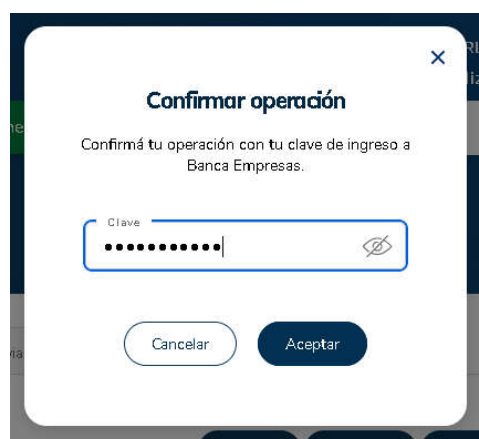 Confirmar operación
Confirmá tu operación con tu clave de ingreso a
Banca Empresas.
Clave
•••••••••••
Cancelar
Aceptar